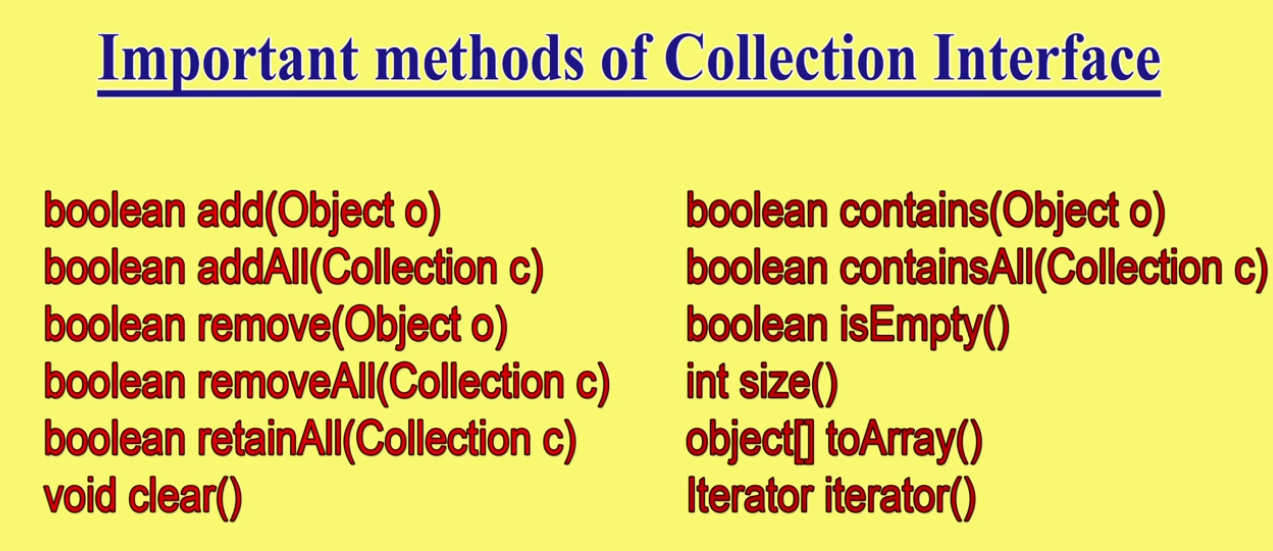 Important methods of Collection Interface
boolean add(Object o)
boolean addAll(Collection c)
boolean remove(Object o)
boolean removeAll(Collection c)
boolean retainAll(Collection c)
void clear()
boolean contains(Object o)
boolean containsAll(Collection c)
boolean isEmpty()
int size()
object[] toArray()
Iterator iterator()